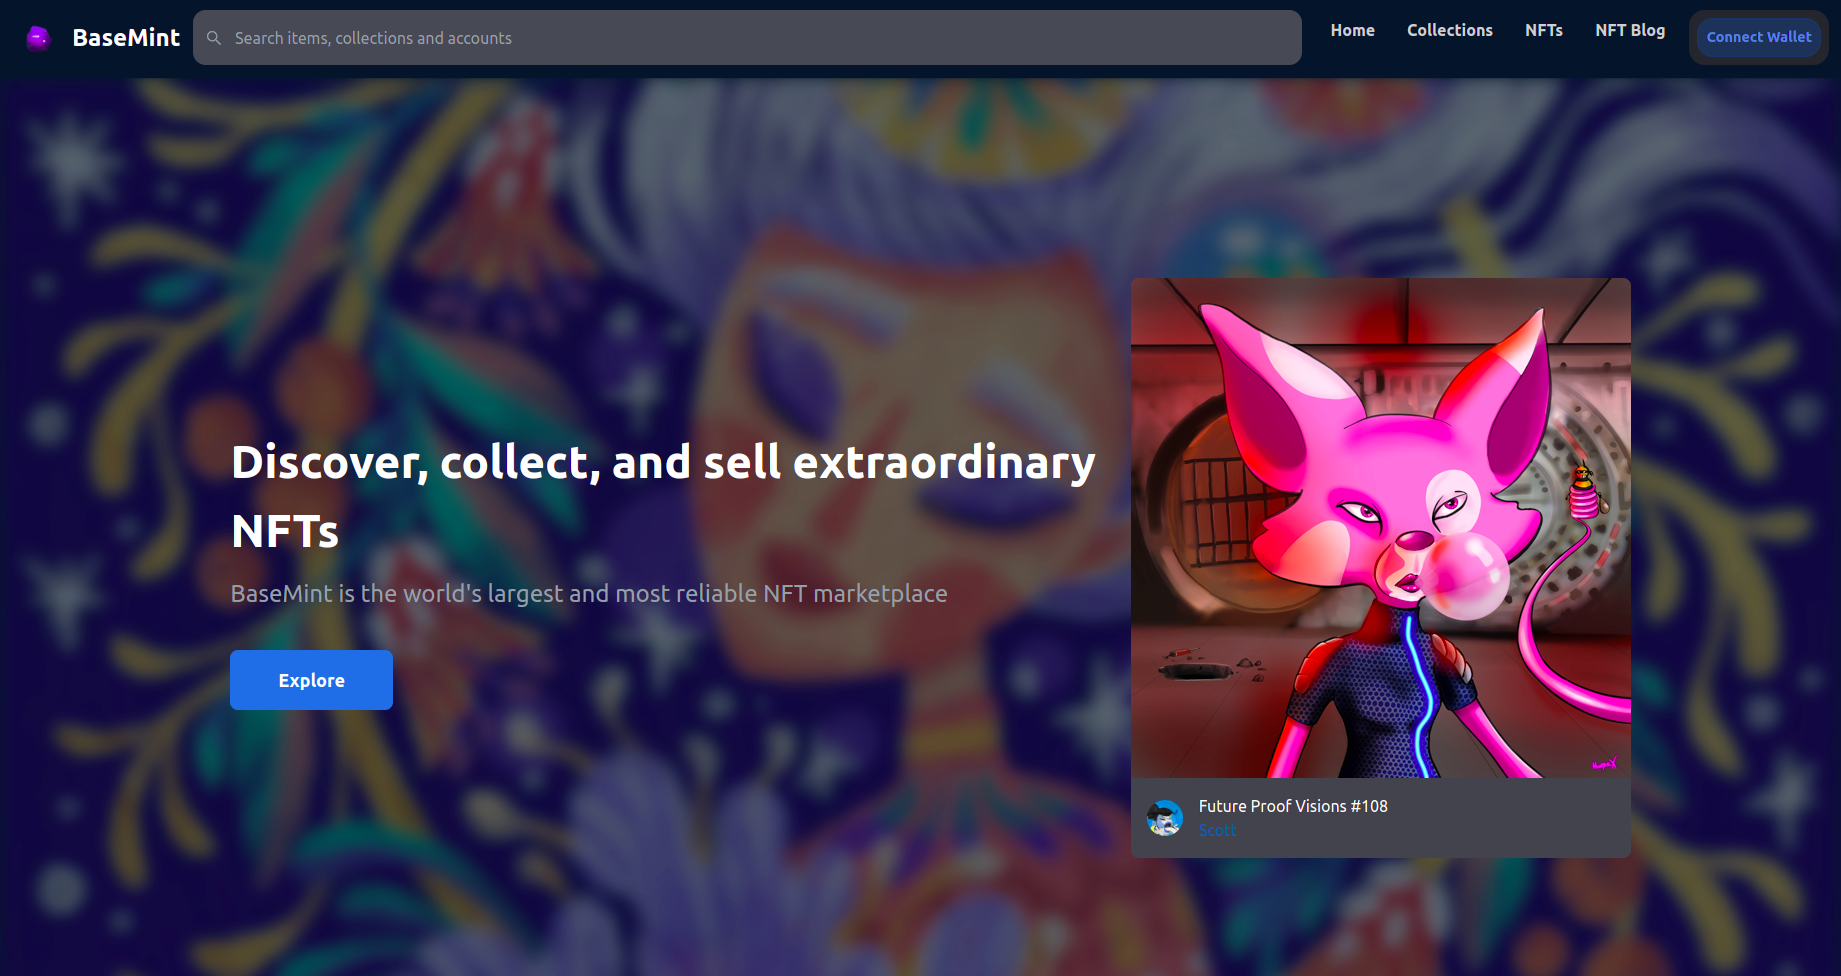 BaseMint
Search items, collections and accounts
Home
Collections
NFTs
NFT Blog
Connect Wallet
Discover, collect, and sell extraordinary
NFTs
BaseMint is the world's largest and most reliable NFT marketplace
Explore
Future Proof Visions #108
Scott